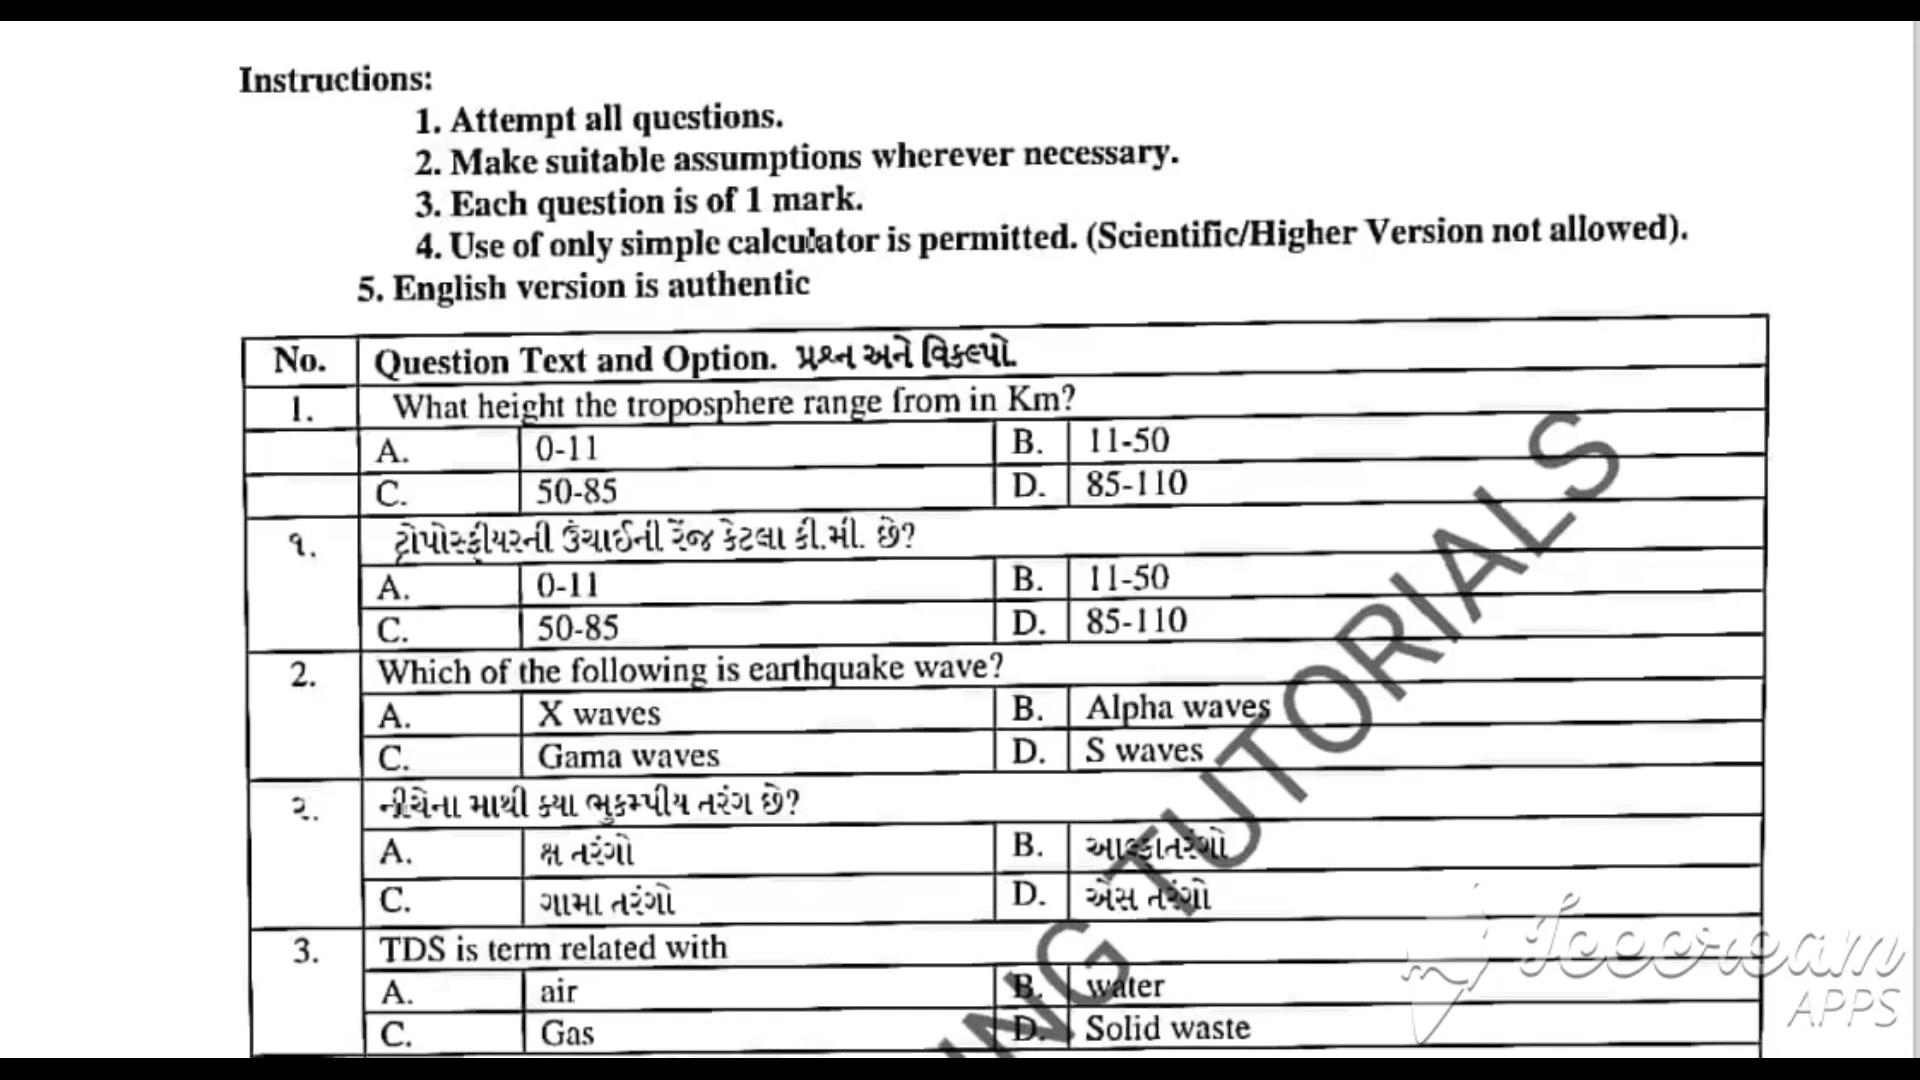 Instructions:
1. Attempt all questions.
2. Make suitable assumptions wherever necessary.
3. Each question is of 1 mark.
4. Use of only simple calculator is permitted. (Scientific/Higher Version not allowed).
5. English version is authentic
No. Question Text and Option. પ્રશ્ન અને વિકલ્પો.
1. What height the troposphere range from in Km?
A. 0-11 B. 11-50
C. 50-85 D. 85-110
૧. ટ્રોપોસ્ફીયરની ઉંચાઈની રેંજ કેટલા કી.મી. છે?
A. 0-11 B. 11-50
C. 50-85 D. 85-110
2. Which of the following is earthquake wave?
A. X waves B. Alpha waves
C. Gama waves D. S waves
૨. નીચેના માથી ક્યા ભુકમ્પીય તરંગ છે?
A. ક્ષ તરંગો B. આલ્ફાતરંગો
C. ગામા તરંગો D. એસ તરંગો
3. TDS is term related with
A. air B. water
C. Gas D. Solid waste
ING TUTORIALS
Icecream
APPS